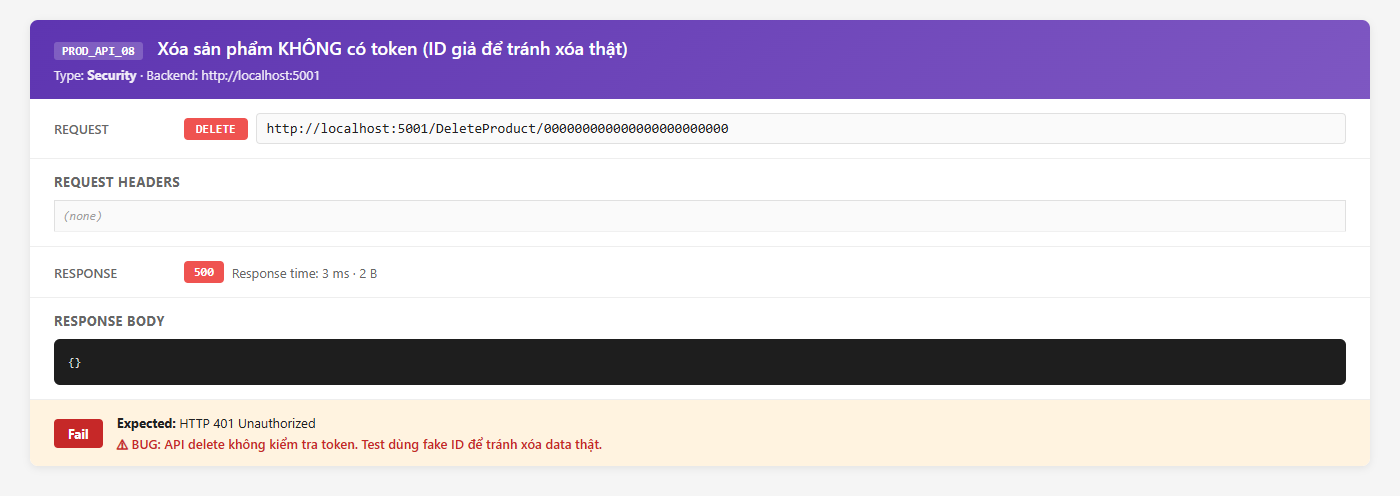 PROD_API_08 Xóa sản phẩm KHÔNG có token (ID giả để tránh xóa thật)
Type: Security · Backend: http://localhost:5001
REQUEST DELETE http://localhost:5001/DeleteProduct/000000000000000000000000
REQUEST HEADERS
(none)
RESPONSE 500 Response time: 3 ms · 2 B
RESPONSE BODY
{}
Fail
Expected: HTTP 401 Unauthorized
⚠ BUG: API delete không kiểm tra token. Test dùng fake ID để tránh xóa data thật.